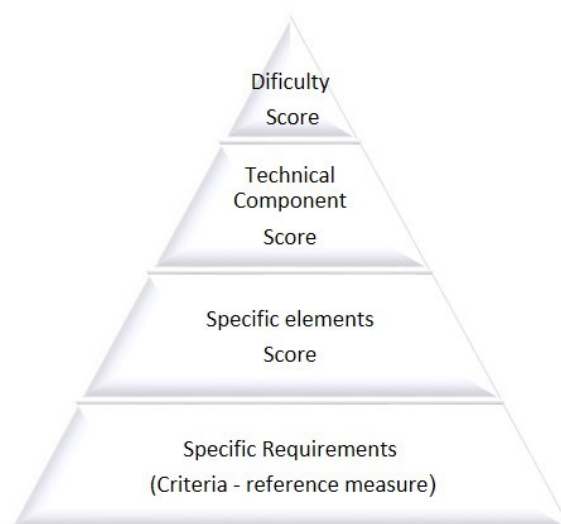 Dificulty
Score
Technical
Component
Score
Specific elements
Score
Specific Requirements
(Criteria - reference measure)